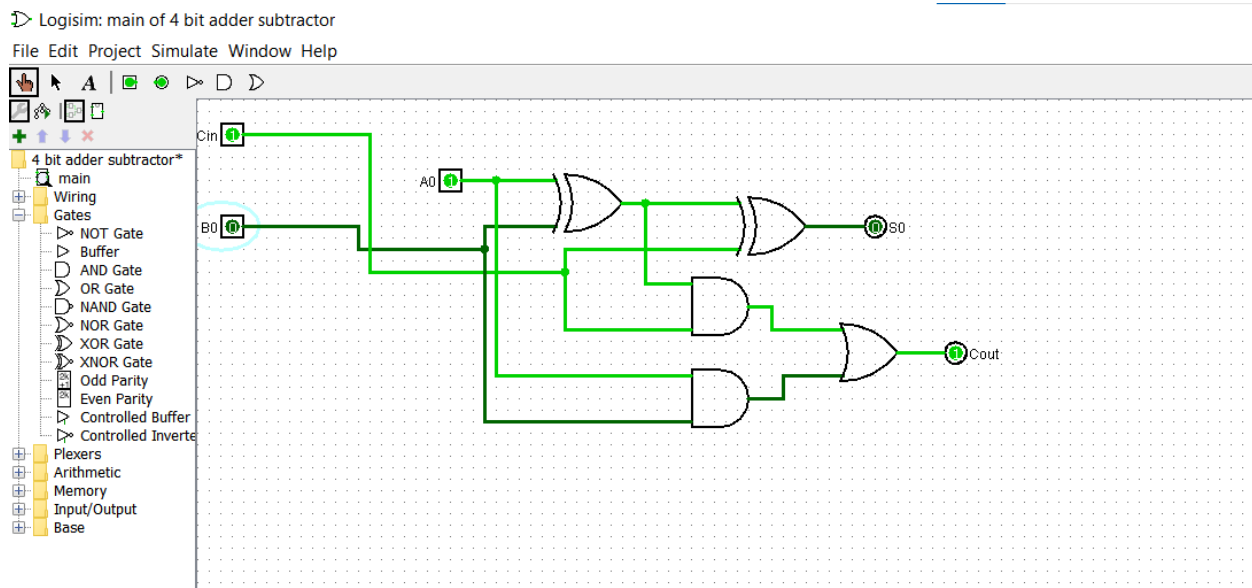 Logisim: main of 4 bit adder subtractor
File Edit Project Simulate Window Help
A
4 bit adder subtractor*
main
Wiring
Gates
NOT Gate
Buffer
AND Gate
OR Gate
NAND Gate
NOR Gate
XOR Gate
XNOR Gate
2k+1 Odd Parity
2k Even Parity
Controlled Buffer
Controlled Inverte
Plexers
Arithmetic
Memory
Input/Output
Base
Cin 1
A0 1
B0 0
0 S0
1 Cout